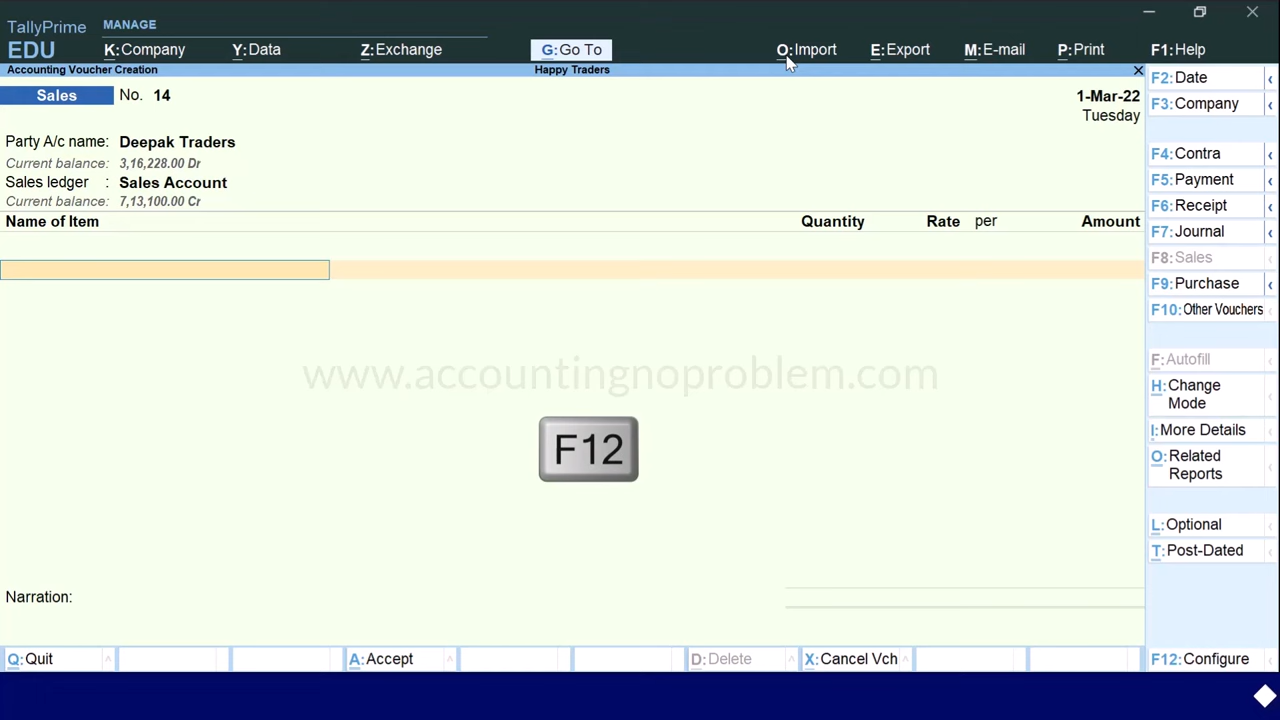 TallyPrime
EDU
MANAGE
K:Company Y:Data Z:Exchange G:Go To O:Import E:Export M:E-mail P:Print F1:Help
Accounting Voucher Creation Happy Traders
Sales No. 14 1-Mar-22
Tuesday
Party A/c name: Deepak Traders
Current balance: 3,16,228.00 Dr
Sales ledger : Sales Account
Current balance: 7,13,100.00 Cr
Name of Item Quantity Rate per Amount
www.accountingnoproblem.com
F12
Narration:
Q:Quit A:Accept D:Delete X:Cancel Vch
F2:Date
F3:Company
F4:Contra
F5:Payment
F6:Receipt
F7:Journal
F8:Sales
F9:Purchase
F10:Other Vouchers
F:Autofill
H:Change
Mode
I:More Details
O:Related
Reports
L:Optional
T:Post-Dated
F12:Configure